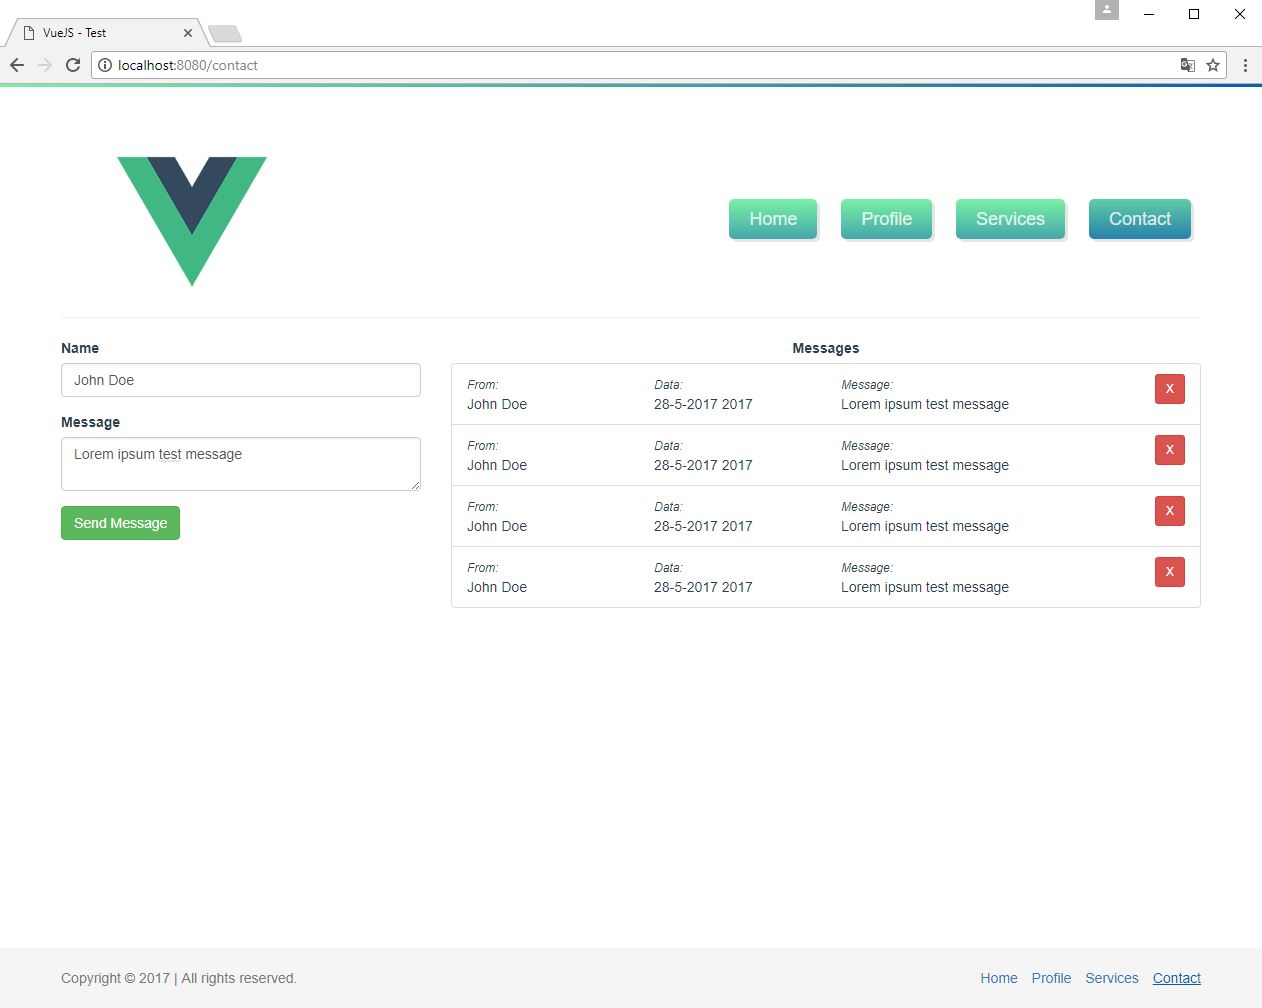 VueJS - Test
localhost:8080/contact
Home Profile Services Contact
Name
John Doe
Message
Lorem ipsum test message
Send Message
Messages
From: Data: Message:
John Doe 28-5-2017 2017 Lorem ipsum test message X
From: Data: Message:
John Doe 28-5-2017 2017 Lorem ipsum test message X
From: Data: Message:
John Doe 28-5-2017 2017 Lorem ipsum test message X
From: Data: Message:
John Doe 28-5-2017 2017 Lorem ipsum test message X
Copyright © 2017 | All rights reserved.
Home Profile Services Contact